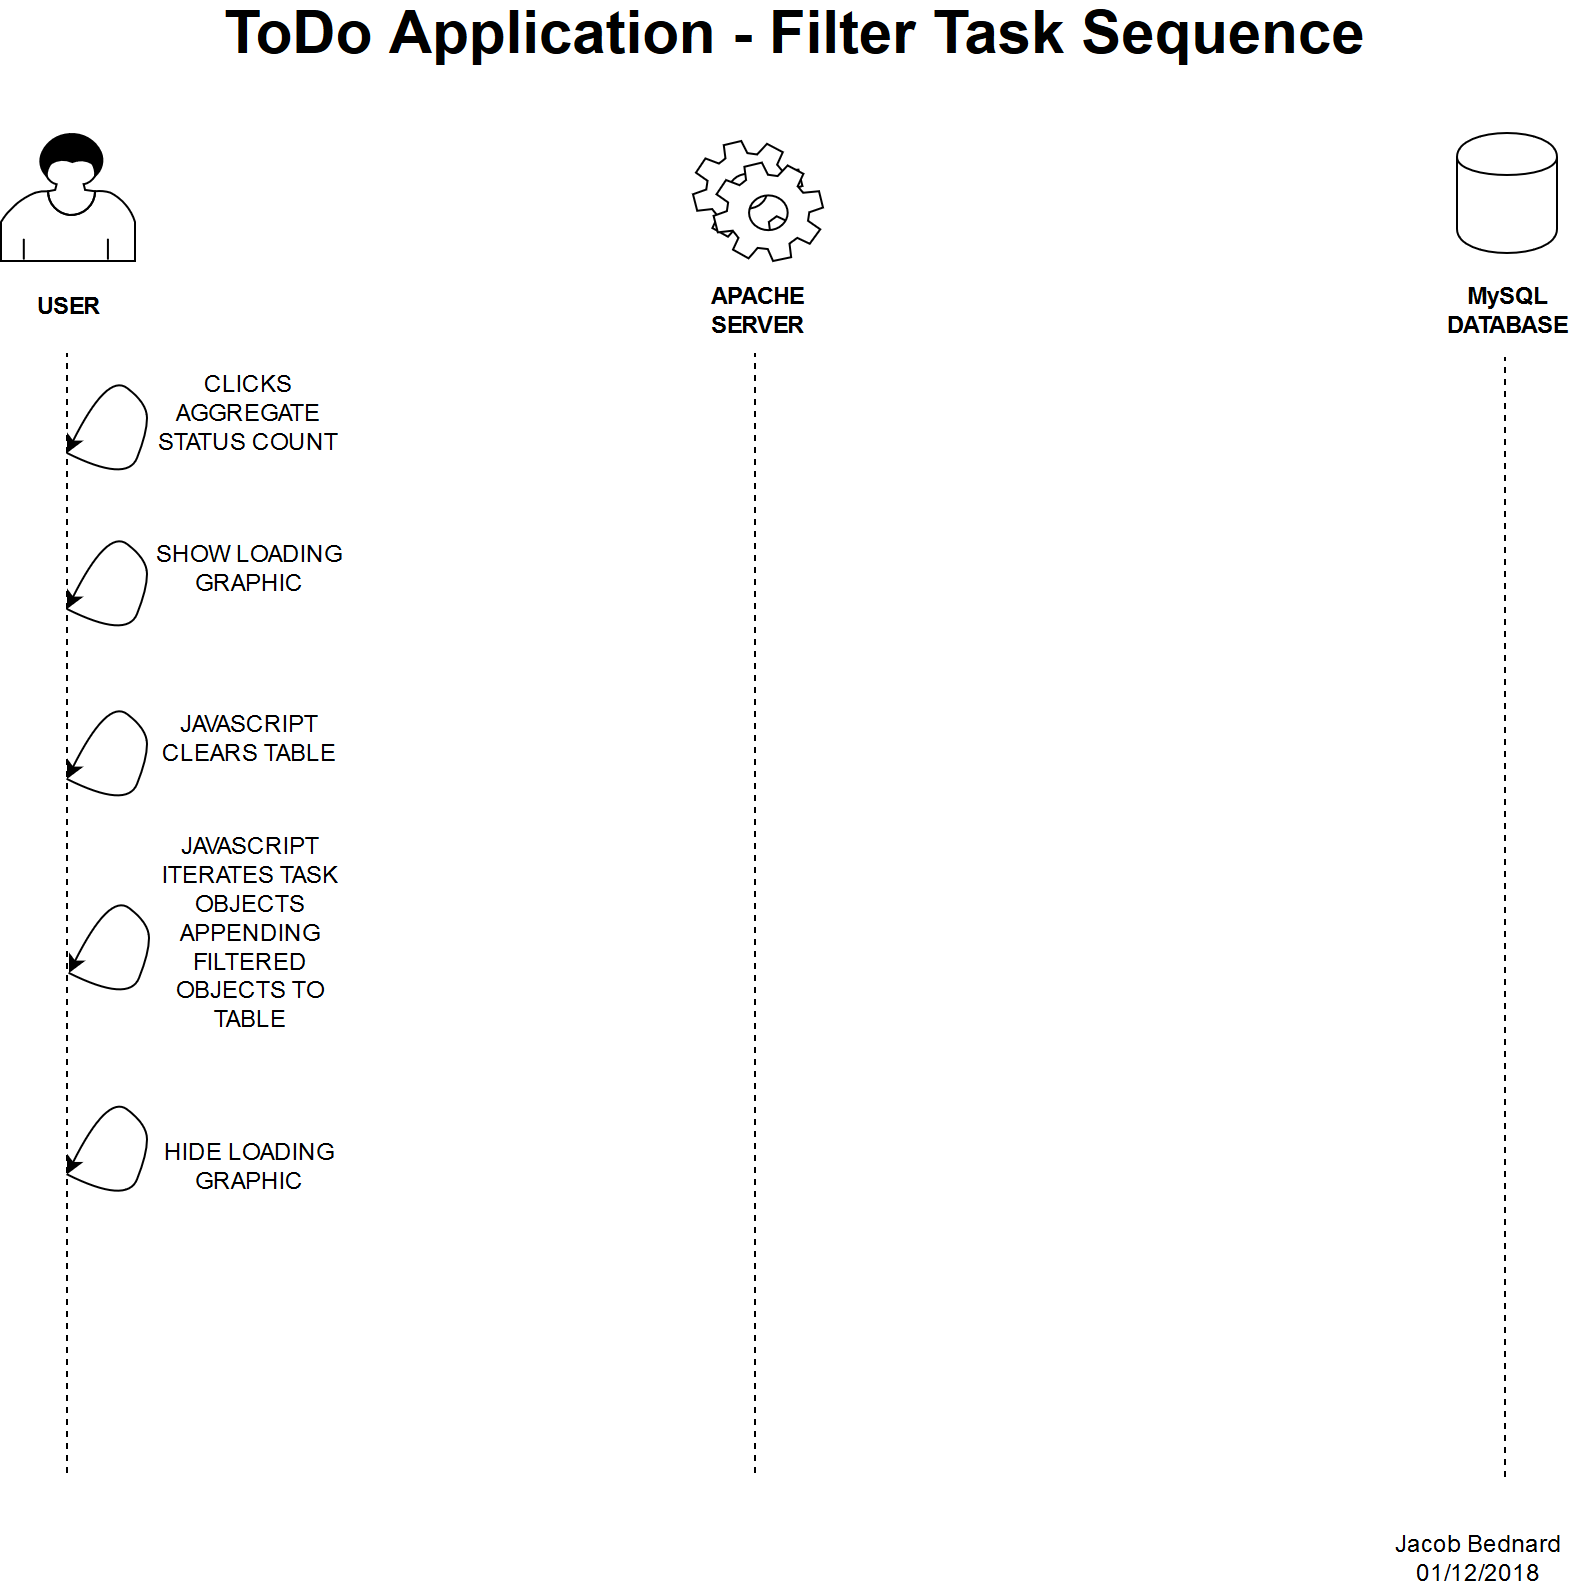 ToDo Application - Filter Task Sequence
USER
APACHE
SERVER
MySQL
DATABASE
CLICKS
AGGREGATE
STATUS COUNT
SHOW LOADING
GRAPHIC
JAVASCRIPT
CLEARS TABLE
JAVASCRIPT
ITERATES TASK
OBJECTS
APPENDING
FILTERED
OBJECTS TO
TABLE
HIDE LOADING
GRAPHIC
Jacob Bednard
01/12/2018